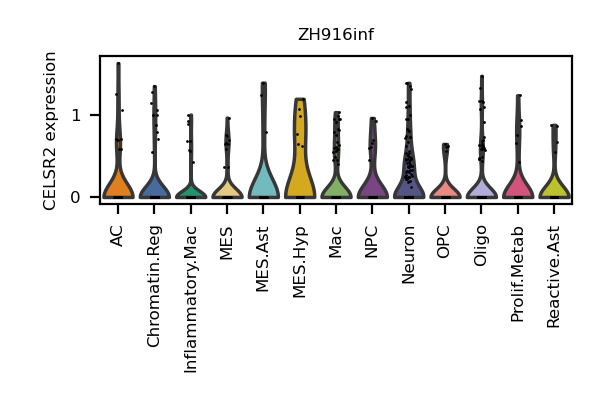 ZH916inf
CELSR2 expression
1
0
AC
Chromatin.Reg
Inflammatory.Mac
MES
MES.Ast
MES.Hyp
Mac
NPC
Neuron
OPC
Oligo
Prolif.Metab
Reactive.Ast